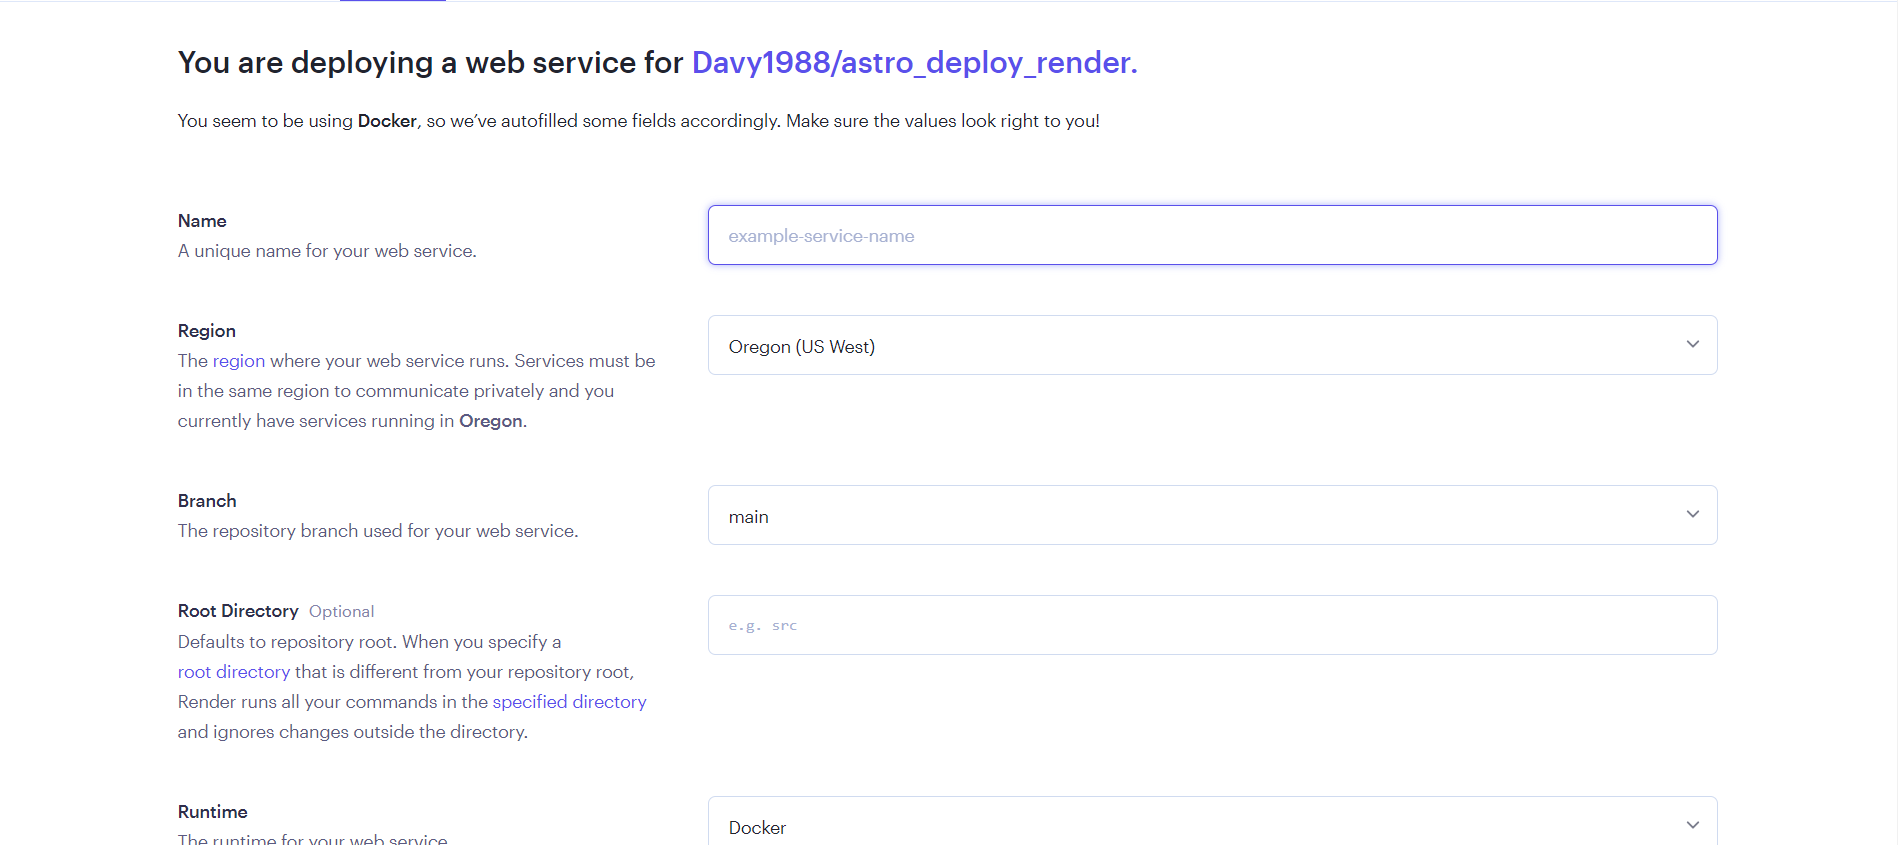 You are deploying a web service for Davy1988/astro_deploy_render.
You seem to be using Docker, so we’ve autofilled some fields accordingly. Make sure the values look right to you!
Name
A unique name for your web service.
example-service-name
Region
The region where your web service runs. Services must be
in the same region to communicate privately and you
currently have services running in Oregon.
Oregon (US West)
Branch
The repository branch used for your web service.
main
Root Directory Optional
Defaults to repository root. When you specify a
root directory that is different from your repository root,
Render runs all your commands in the specified directory
and ignores changes outside the directory.
e.g. src
Runtime
The runtime for your web service
Docker